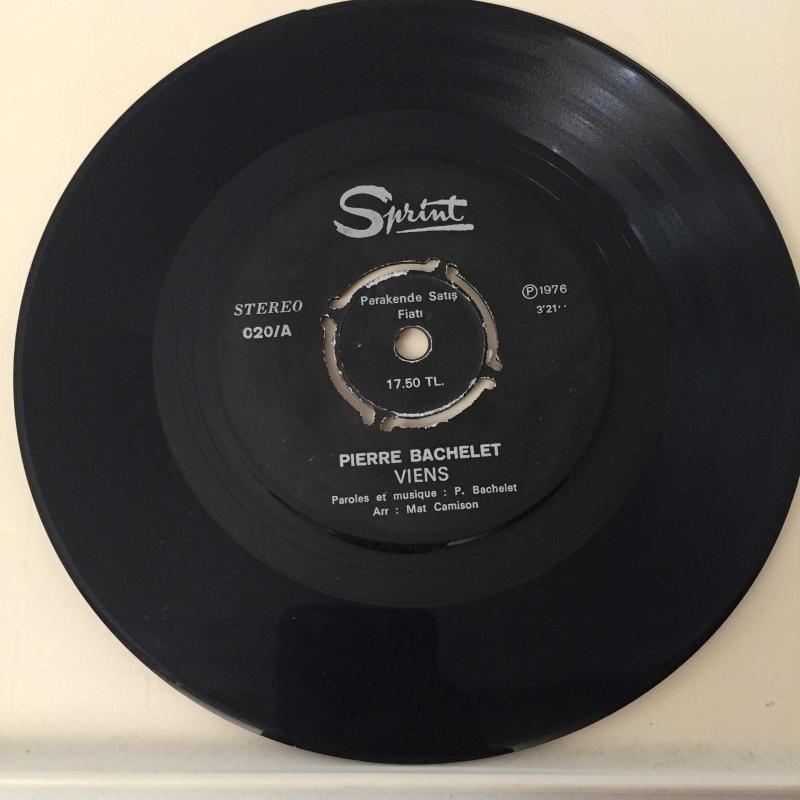 Sprint
STEREO
020/A
Perakende Satış
Fiatı
17.50 TL.
Ⓟ1976
3'21''
PIERRE BACHELET
VIENS
Paroles et musique : P. Bachelet
Arr : Mat Camison